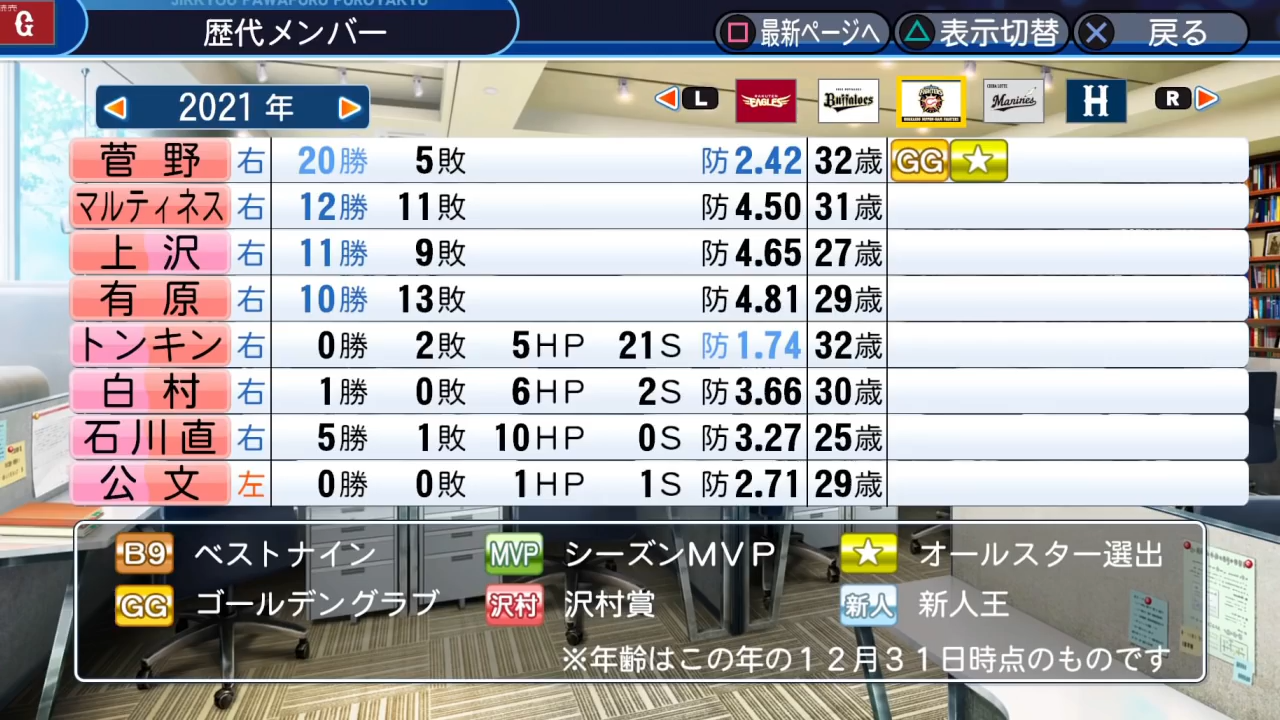 読売
G
JIKKYOU PAWAFURU PUROYAKYU
歴代メンバー
最新ページへ
表示切替
戻る
2021年
L
EAGLES
Buffaloes
FIGHTERS
Marines
H
R
菅野 右 20勝 5敗 防2.42 32歳 GG ★
マルティネス 右 12勝 11敗 防4.50 31歳
上沢 右 11勝 9敗 防4.65 27歳
有原 右 10勝 13敗 防4.81 29歳
トンキン 右 0勝 2敗 5HP 21S 防1.74 32歳
白村 右 1勝 0敗 6HP 2S 防3.66 30歳
石川直 右 5勝 1敗 10HP 0S 防3.27 25歳
公文 左 0勝 0敗 1HP 1S 防2.71 29歳
B9 ベストナイン MVP シーズンMVP ★ オールスター選出
GG ゴールデングラブ 沢村 沢村賞 新人 新人王
※年齢はこの年の12月31日時点のものです